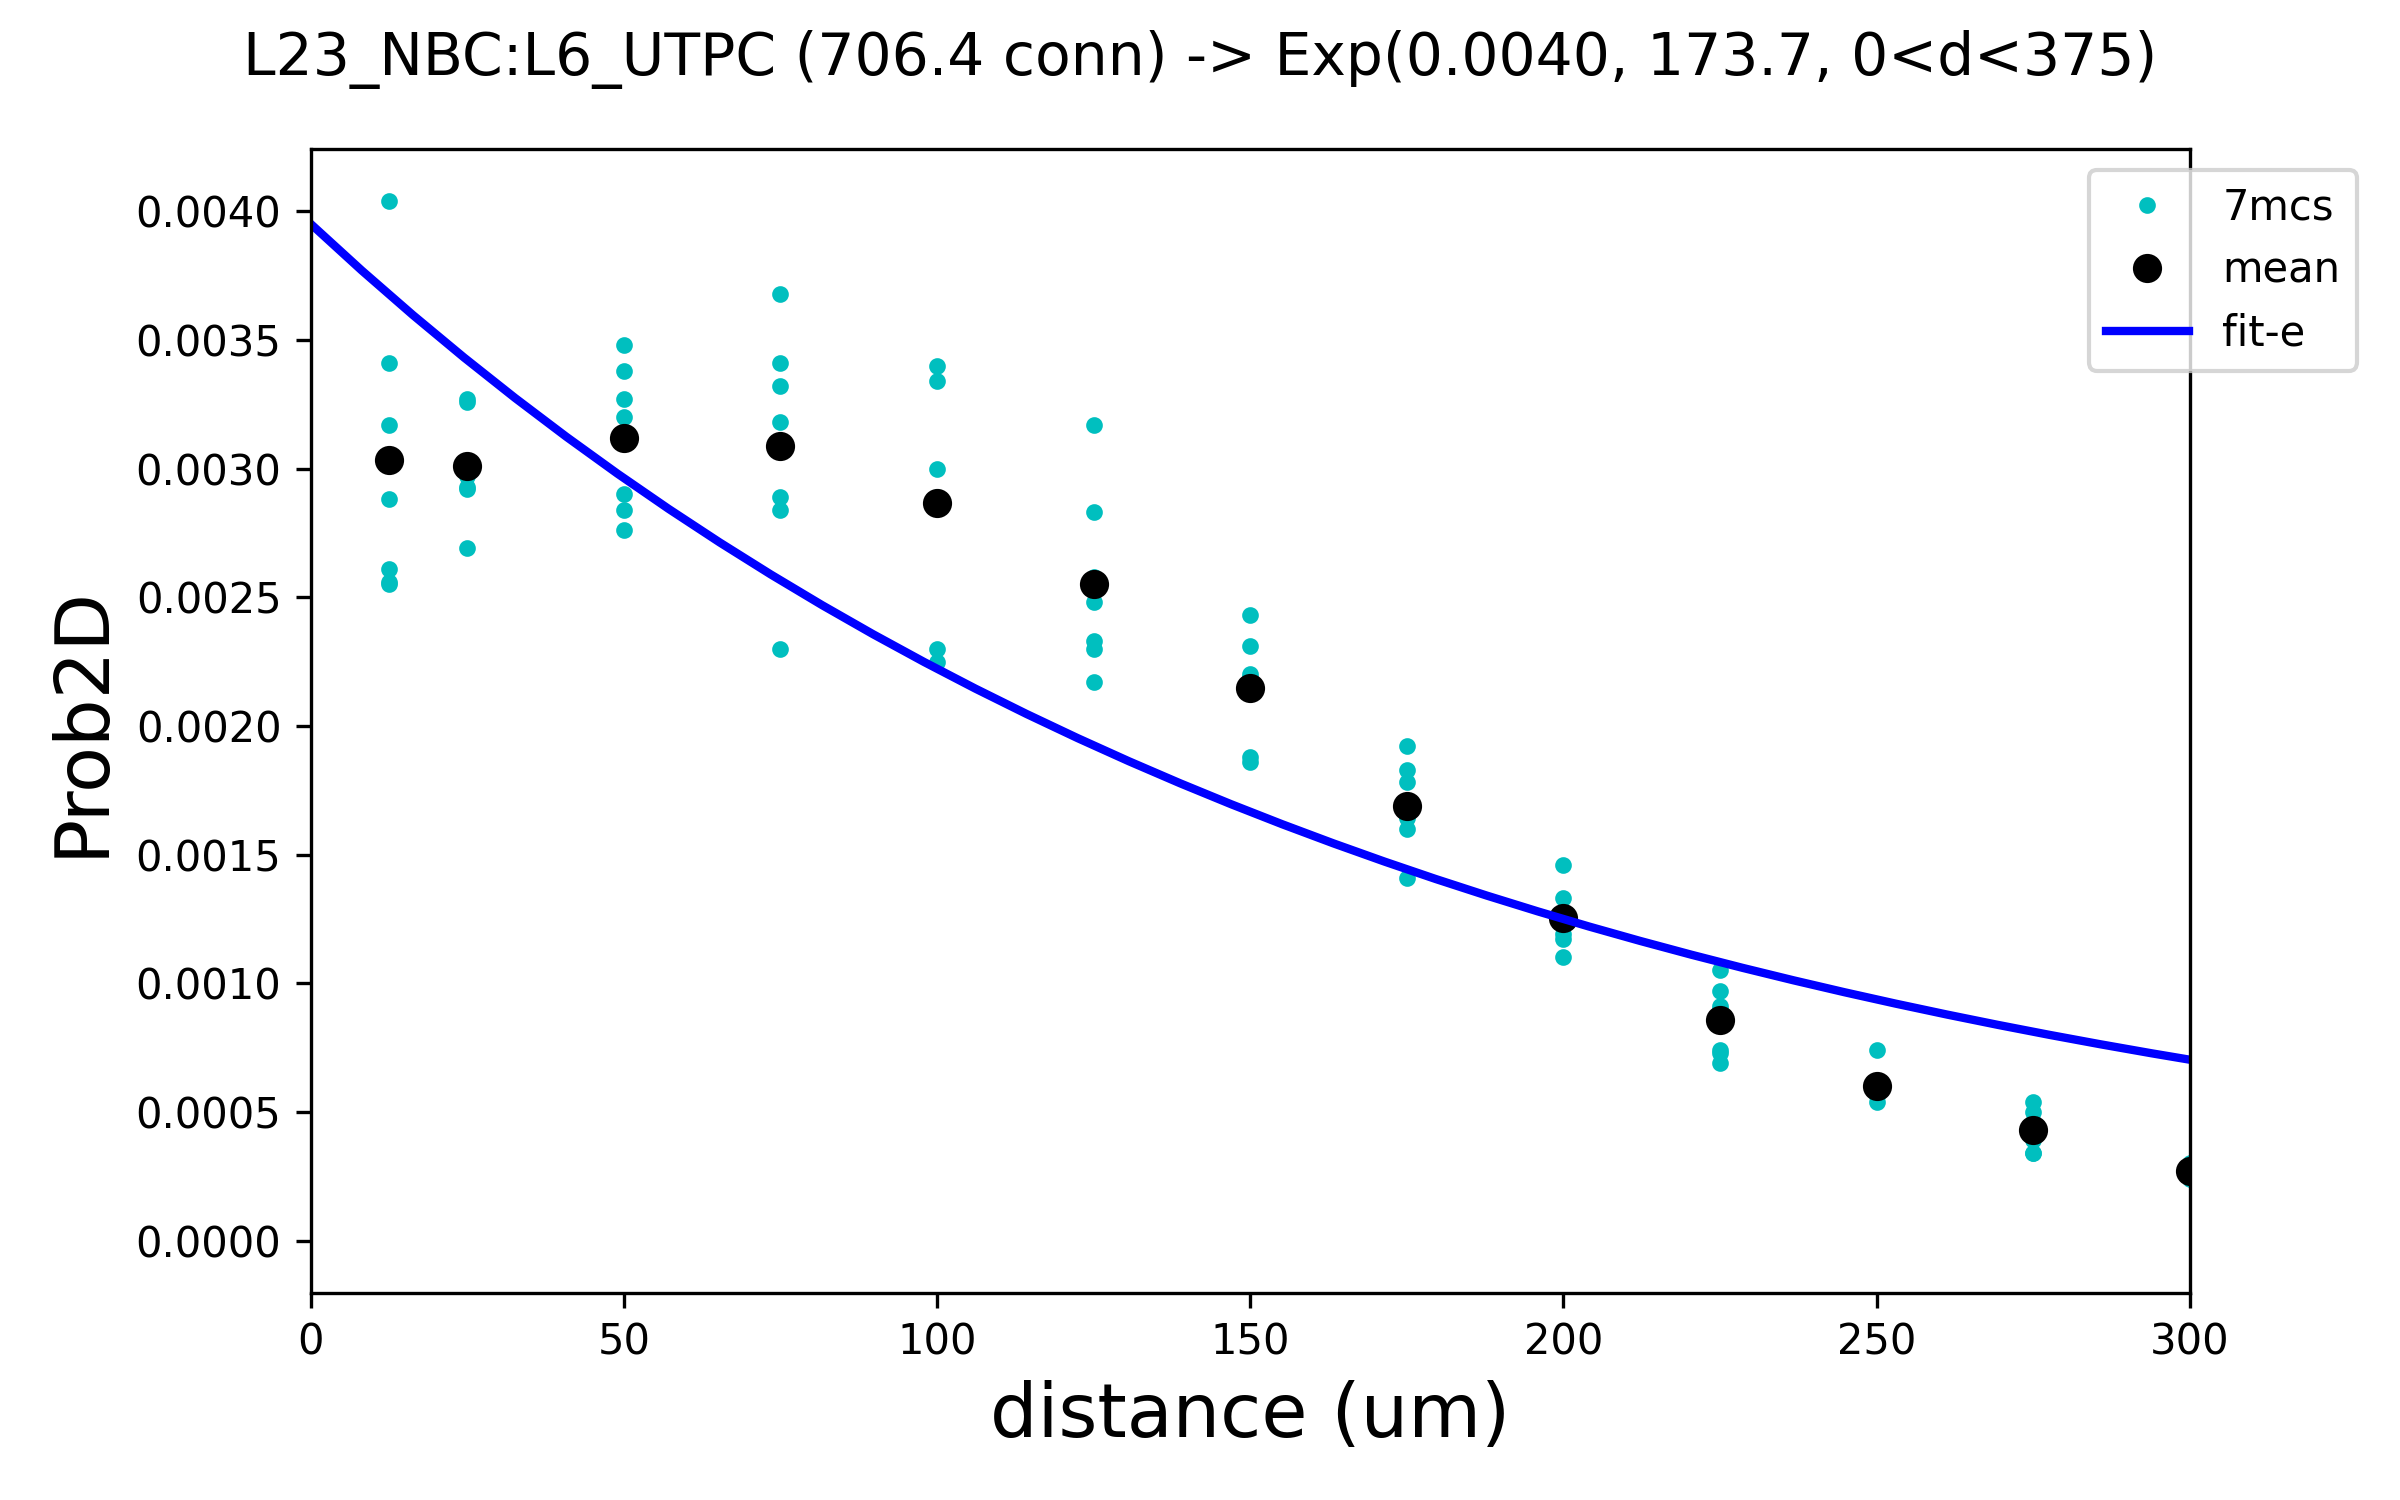 L23_NBC:L6_UTPC (706.4 conn) -> Exp(0.0040, 173.7, 0<d<375)
7mcs
mean
fit-e
0.0040
0.0035
0.0030
0.0025
0.0020
0.0015
0.0010
0.0005
0.0000
Prob2D
0 50 100 150 200 250 300
distance (um)